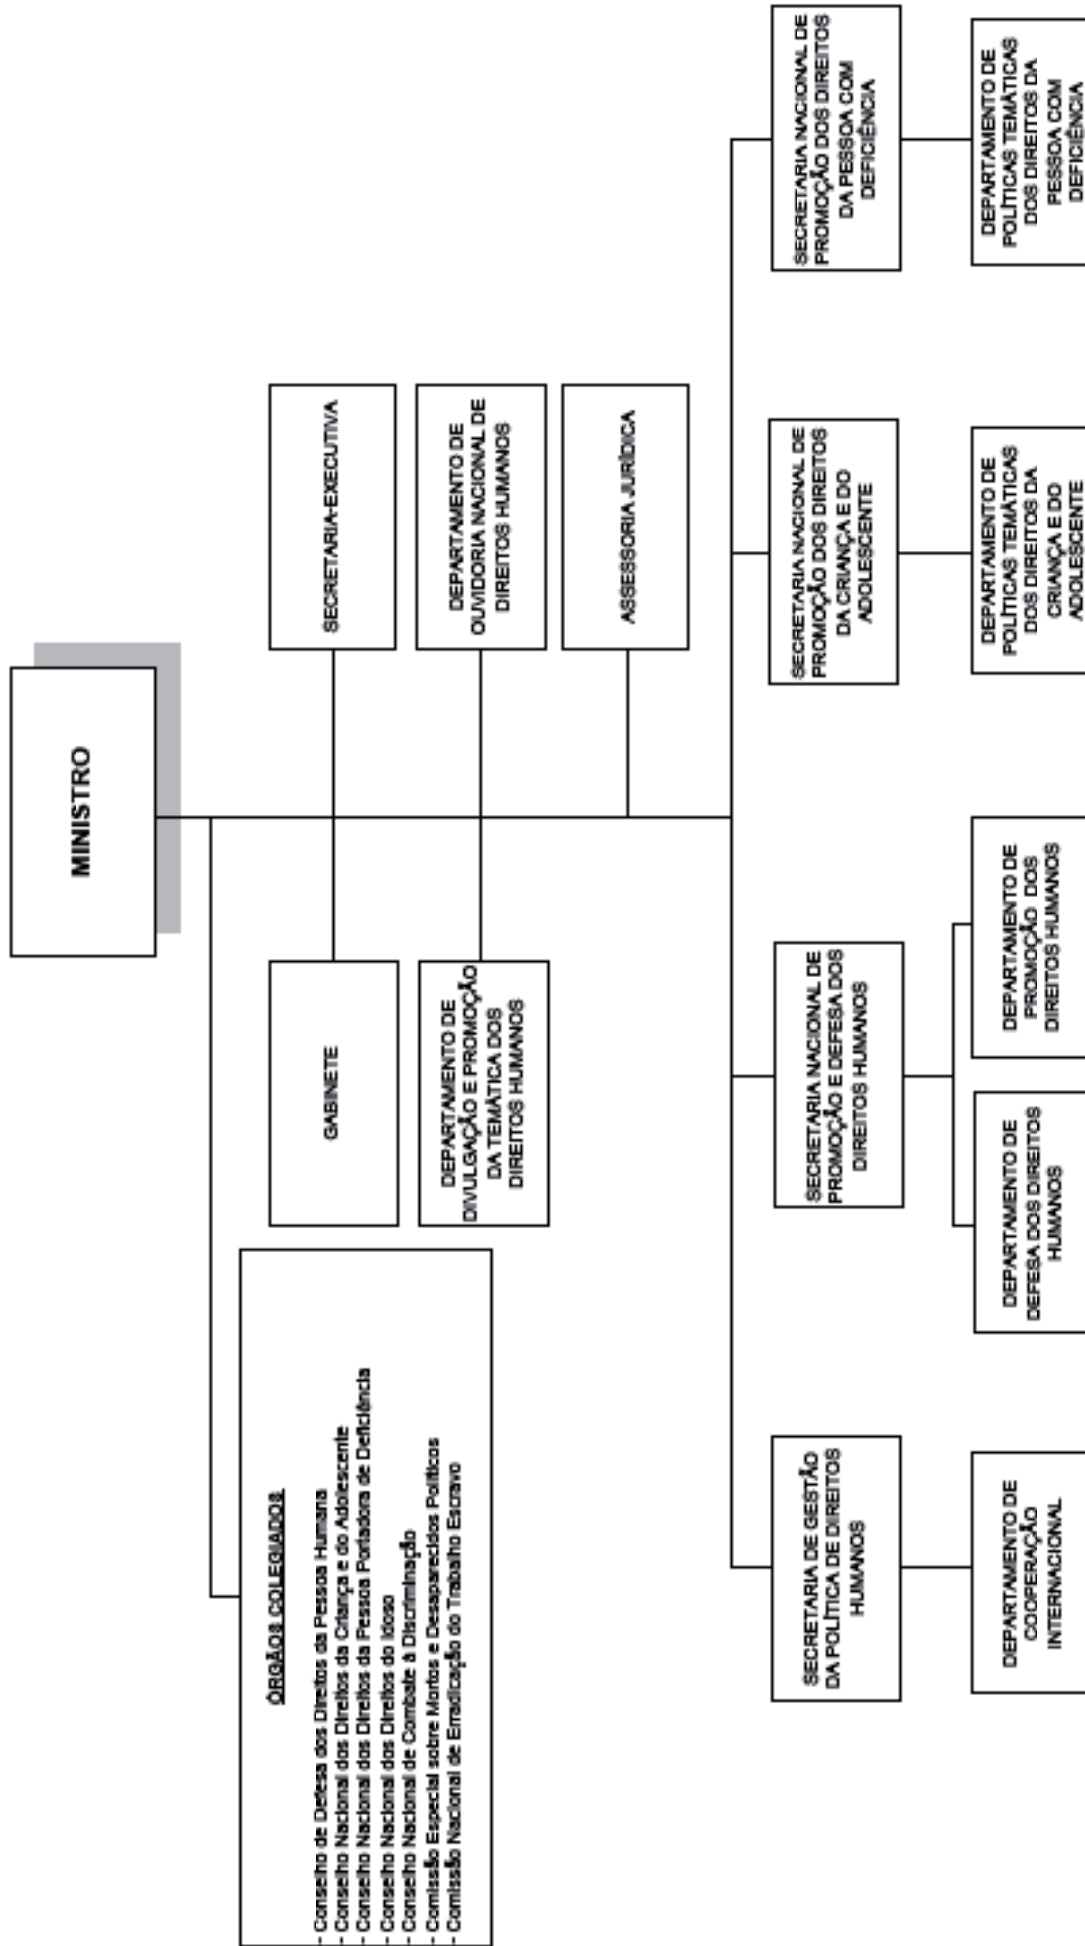 MINISTRO
ÓRGÃOS COLEGIADOS
- Conselho de Defesa dos Direitos da Pessoa Humana
- Conselho Nacional dos Direitos da Criança e do Adolescente
- Conselho Nacional dos Direitos da Pessoa Portadora de Deficiência
- Conselho Nacional dos Direitos do Idoso
- Conselho Nacional de Combate à Discriminação
- Comissão Especial sobre Mortos e Desaparecidos Políticos
- Comissão Nacional de Erradicação do Trabalho Escravo
GABINETE
SECRETARIA-EXECUTIVA
DEPARTAMENTO DE
DIVULGAÇÃO E PROMOÇÃO
DA TEMÁTICA DOS
DIREITOS HUMANOS
DEPARTAMENTO DE
OUVIDORIA NACIONAL DE
DIREITOS HUMANOS
ASSESSORIA JURÍDICA
SECRETARIA DE GESTÃO
DA POLÍTICA DE DIREITOS
HUMANOS
SECRETARIA NACIONAL DE
PROMOÇÃO E DEFESA DOS
DIREITOS HUMANOS
SECRETARIA NACIONAL DE
PROMOÇÃO DOS DIREITOS
DA CRIANÇA E DO
ADOLESCENTE
SECRETARIA NACIONAL DE
PROMOÇÃO DOS DIREITOS
DA PESSOA COM
DEFICIÊNCIA
DEPARTAMENTO DE
COOPERAÇÃO
INTERNACIONAL
DEPARTAMENTO DE
DEFESA DOS DIREITOS
HUMANOS
DEPARTAMENTO DE
PROMOÇÃO DOS
DIREITOS HUMANOS
DEPARTAMENTO DE
POLÍTICAS TEMÁTICAS
DOS DIREITOS DA
CRIANÇA E DO
ADOLESCENTE
DEPARTAMENTO DE
POLÍTICAS TEMÁTICAS
DOS DIREITOS DA
PESSOA COM
DEFICIÊNCIA